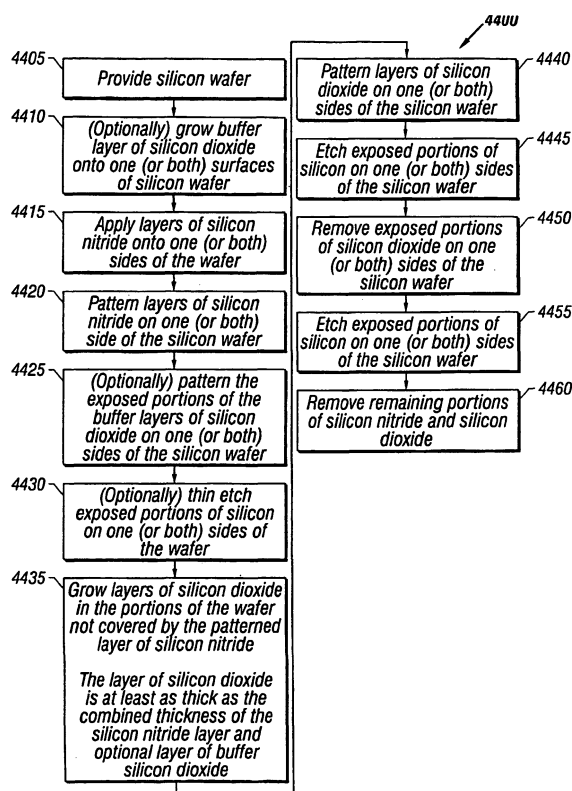 4400
4405
Provide silicon wafer
4410
(Optionally) grow buffer
layer of silicon dioxide
onto one (or both) surfaces
of silicon wafer
4415
Apply layers of silicon
nitride onto one (or both)
sides of the wafer
4420
Pattern layers of silicon
nitride on one (or both)
side of the silicon wafer
4425
(Optionally) pattern the
exposed portions of the
buffer layers of silicon
dioxide on one (or both)
sides of the silicon wafer
4430
(Optionally) thin etch
exposed portions of silicon
on one (or both) sides of
the wafer
4435
Grow layers of silicon dioxide
in the portions of the wafer
not covered by the patterned
layer of silicon nitride
The layer of silicon dioxide
is at least as thick as the
combined thickness of the
silicon nitride layer and
optional layer of buffer
silicon dioxide
4440
Pattern layers of silicon
dioxide on one (or both)
sides of the silicon wafer
4445
Etch exposed portions of
silicon on one (or both) sides
of the silicon wafer
4450
Remove exposed portions
of silicon dioxide on one
(or both) sides of the
silicon wafer
4455
Etch exposed portions of
silicon on one (or both) sides
of the silicon wafer
4460
Remove remaining portions
of silicon nitride and silicon
dioxide